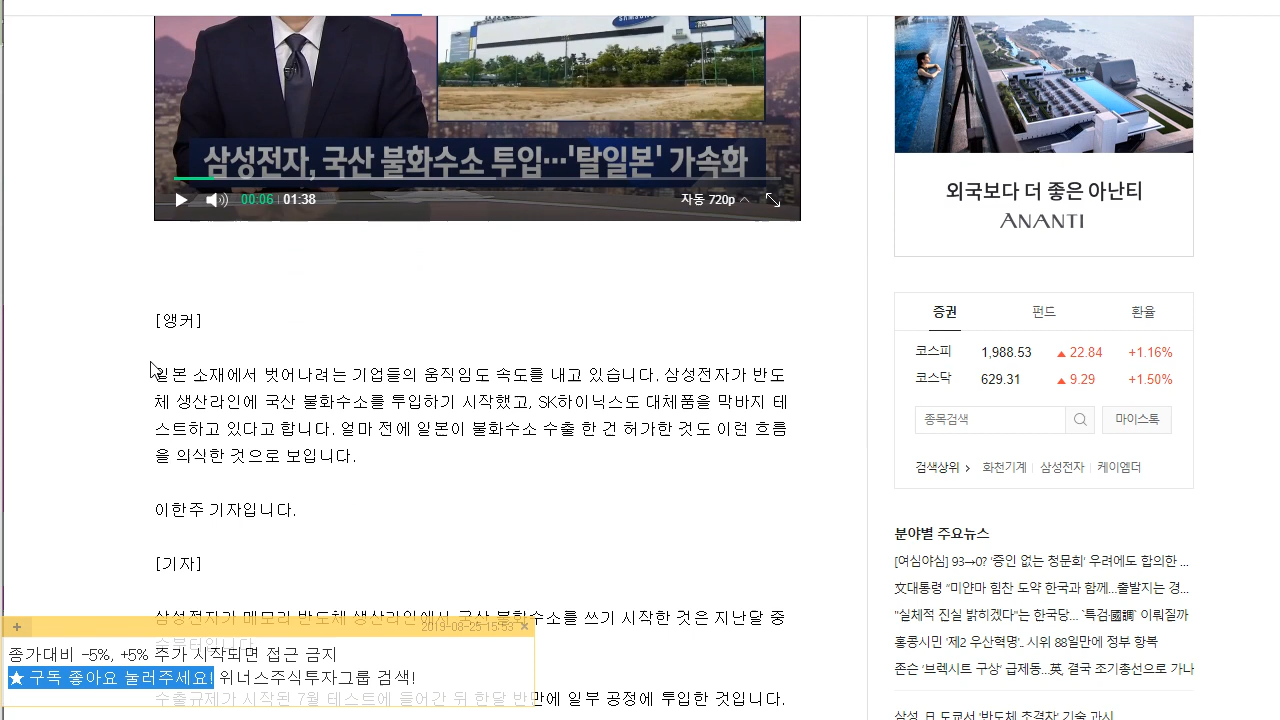 SAMSUNG
삼성전자, 국산 불화수소 투입…'탈일본' 가속화
00:06 | 01:38
자동 720p
[앵커]
일본 소재에서 벗어나려는 기업들의 움직임도 속도를 내고 있습니다. 삼성전자가 반도
체 생산라인에 국산 불화수소를 투입하기 시작했고, SK하이닉스도 대체품을 막바지 테
스트하고 있다고 합니다. 얼마 전에 일본이 불화수소 수출 한 건 허가한 것도 이런 흐름
을 의식한 것으로 보입니다.
이한주 기자입니다.
[기자]
삼성전자가 메모리 반도체 생산라인에서 국산 불화수소를 쓰기 시작한 것은 지난달 중
순부터입니다.
수출규제가 시작된 7월 테스트에 들어간 뒤 한달 반만에 일부 공정에 투입한 것입니다.
+ 2019-08-23 15:53 ×
종가대비 -5%, +5% 주가 시작되면 접근 금지
★ 구독 좋아요 눌러주세요! 위너스주식투자그룹 검색!
외국보다 더 좋은 아난티
ANANTI
증권 펀드 환율
코스피 1,988.53 ▲ 22.84 +1.16%
코스닥 629.31 ▲ 9.29 +1.50%
종목검색 마이스톡
검색상위 > 화천기계 | 삼성전자 | 케이엠더
분야별 주요뉴스
[여심야심] 93→0? '증인 없는 청문회' 우려에도 합의한 ...
文대통령 "미얀마 힘찬 도약 한국과 함께...출발지는 경...
"실체적 진실 밝히겠다"는 한국당... '특검·國調' 이뤄질까
홍콩시민 '제2 우산혁명'.. 시위 88일만에 정부 항복
존슨 '브렉시트 구상' 급제동...英 결국 조기총선으로 가나
삼성, 日 도쿄서 '반도체 초격차' 기술 과시